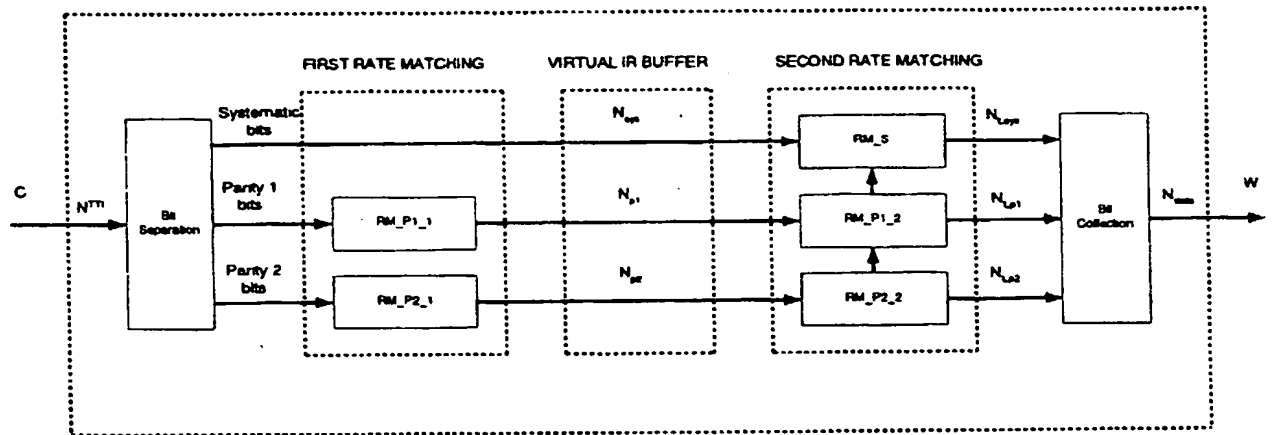 FIRST RATE MATCHING
VIRTUAL IR BUFFER
SECOND RATE MATCHING
Systematic
bits
N_sys
RM_S
N_t,sys
C
N^TTI
Bit
Separation
Parity 1
bits
RM_P1_1
N_p1
RM_P1_2
N_t,p1
Bit
Collection
N_data
W
Parity 2
bits
RM_P2_1
N_p2
RM_P2_2
N_t,p2